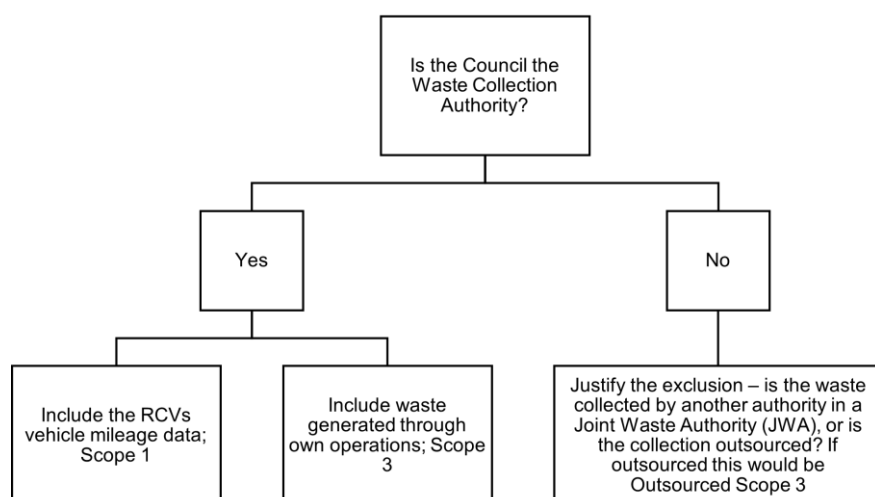 Is the Council the
Waste Collection
Authority?
Yes
No
Include the RCVs
vehicle mileage data;
Scope 1
Include waste
generated through
own operations; Scope
3
Justify the exclusion – is the waste
collected by another authority in a
Joint Waste Authority (JWA), or is
the collection outsourced? If
outsourced this would be
Outsourced Scope 3